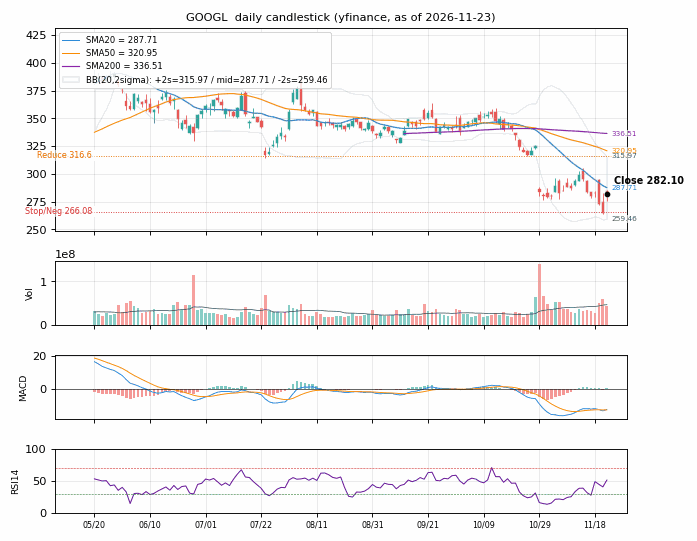 GOOGL  daily candlestick (yfinance, as of 2026-11-23)
SMA20 = 287.71
SMA50 = 320.95
SMA200 = 336.51
BB(20,2sigma): +2s=315.97 / mid=287.71 / -2s=259.46
425
400
375
350
325
300
275
250
Reduce 316.6
Stop/Neg 266.08
336.51
320.95
315.97
Close 282.10
287.71
259.46
1e8
Vol
1
0
MACD
20
0
RSI14
100
50
0
05/20
06/10
07/01
07/22
08/11
08/31
09/21
10/09
10/29
11/18